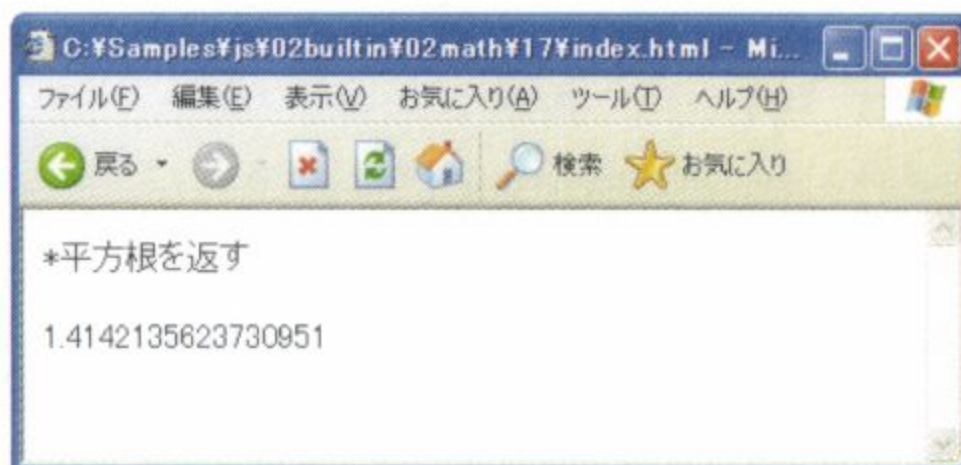 C:¥Samples¥js¥02builtin¥02math¥17¥index.html - Mi...
ファイル(F) 編集(E) 表示(V) お気に入り(A) ツール(T) ヘルプ(H)
戻る 検索 お気に入り
*平方根を返す
1.4142135623730951